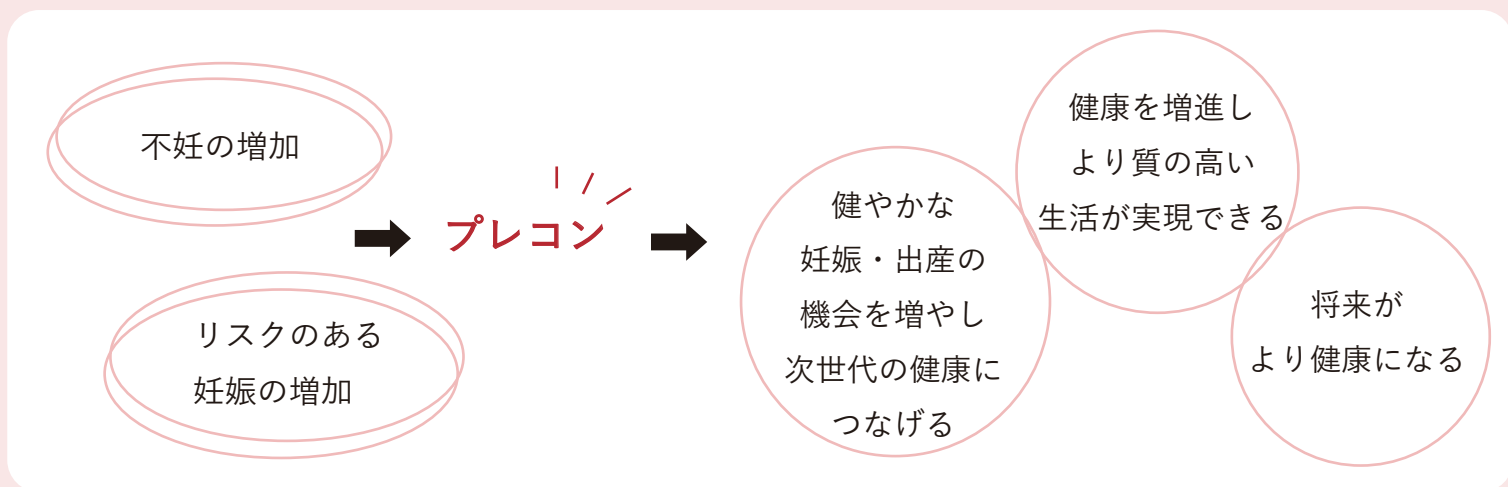 不妊の増加
リスクのある
妊娠の増加
プレコン
健やかな
妊娠・出産の
機会を増やし
次世代の健康に
つなげる
健康を増進し
より質の高い
生活が実現できる
将来が
より健康になる